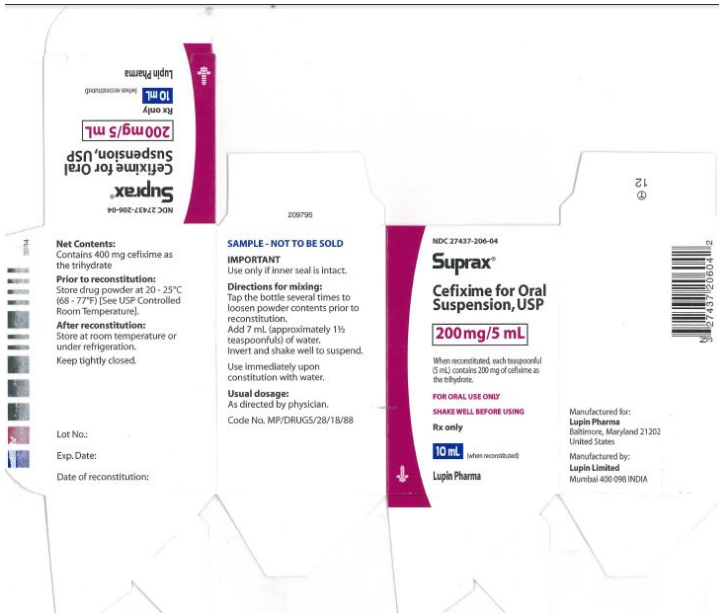 NDC 27437-206-04
Suprax®
Cefixime for Oral
Suspension, USP
200 mg/5 mL
Rx only
10 mL (when reconstituted)
Lupin Pharma
Net Contents:
Contains 400 mg cefixime as
the trihydrate
Prior to reconstitution:
Store drug powder at 20 - 25°C
(68 - 77°F) [See USP Controlled
Room Temperature].
After reconstitution:
Store at room temperature or
under refrigeration.
Keep tightly closed.
Lot No.:
Exp. Date:
Date of reconstitution:
209795
SAMPLE - NOT TO BE SOLD
IMPORTANT
Use only if inner seal is intact.
Directions for mixing:
Tap the bottle several times to
loosen powder contents prior to
reconstitution.
Add 7 mL (approximately 1½
teaspoonfuls) of water.
Invert and shake well to suspend.
Use immediately upon
constitution with water.
Usual dosage:
As directed by physician.
Code No. MP/DRUGS/28/18/88
NDC 27437-206-04
Suprax®
Cefixime for Oral
Suspension, USP
200 mg/5 mL
When reconstituted, each teaspoonful
(5 mL) contains 200 mg of cefixime as
the trihydrate.
FOR ORAL USE ONLY
SHAKE WELL BEFORE USING
Rx only
10 mL (when reconstituted)
Lupin Pharma
12
3 27437 20604 2
Manufactured for:
Lupin Pharma
Baltimore, Maryland 21202
United States
Manufactured by:
Lupin Limited
Mumbai 400 098 INDIA